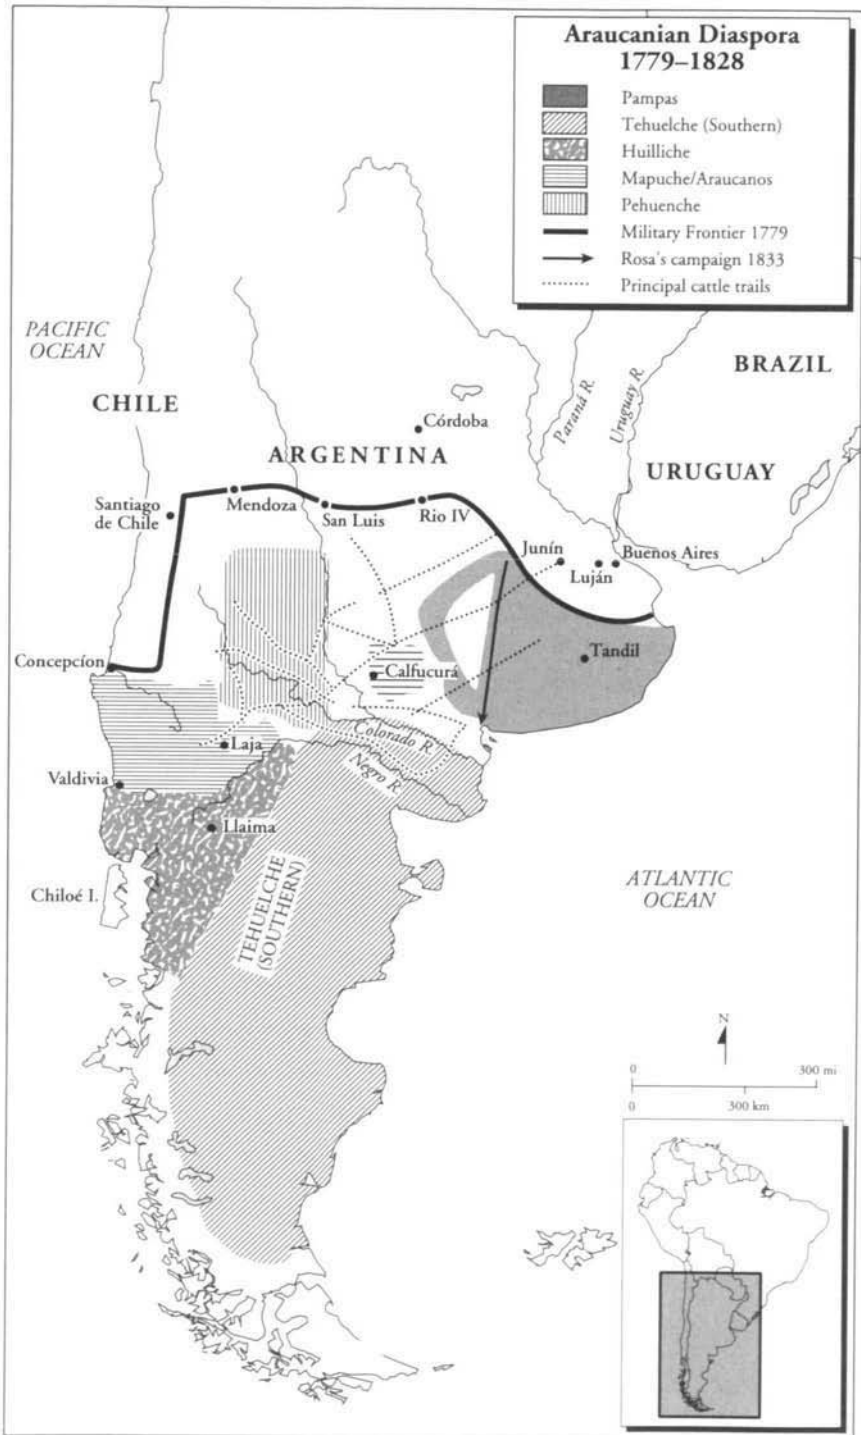 Araucanian Diaspora
1779–1828
Pampas
Tehuelche (Southern)
Huilliche
Mapuche/Araucanos
Pehuenche
Military Frontier 1779
Rosa's campaign 1833
Principal cattle trails
PACIFIC
OCEAN
CHILE
ARGENTINA
BRAZIL
URUGUAY
Paraná R.
Uruguay R.
Córdoba
Santiago
de Chile
Mendoza
San Luis
Rio IV
Junín
Luján
Buenos Aires
Concepcíon
Calfucurá
Tandil
Laja
Colorado R.
Negro R.
Valdivia
Llaima
Chiloé I.
TEHUELCHE
(SOUTHERN)
ATLANTIC
OCEAN
N
0
300 mi
0
300 km